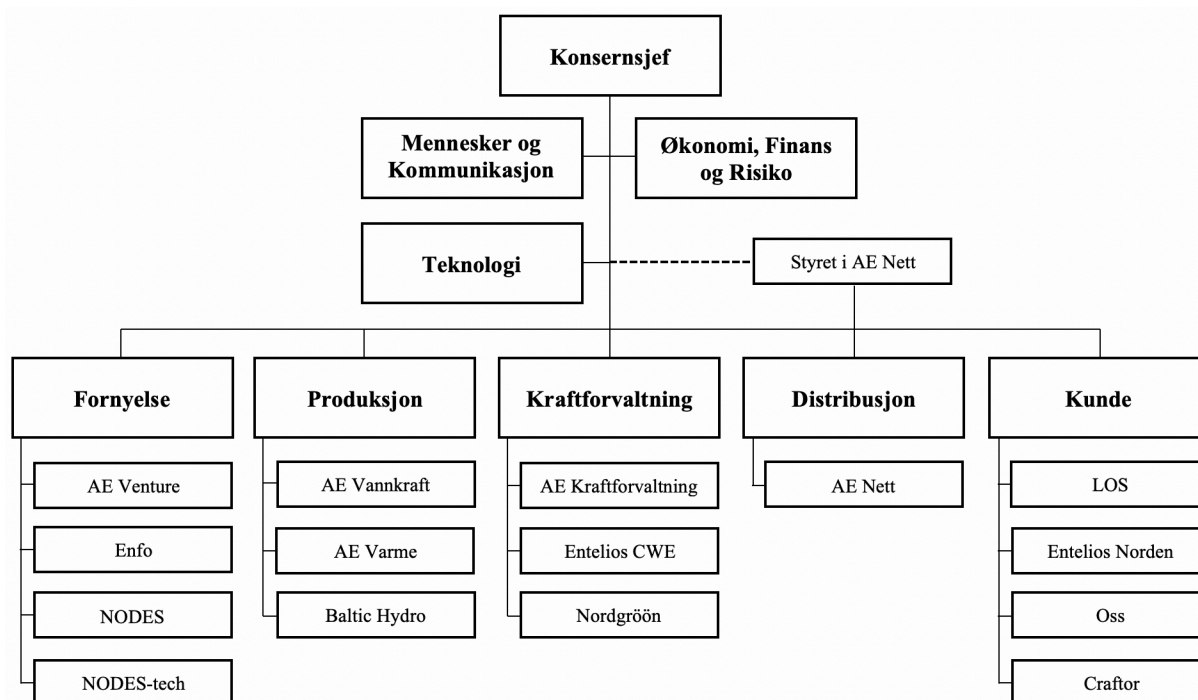 Konsernsjef
Mennesker og
Kommunikasjon
Økonomi, Finans
og Risiko
Teknologi
Styret i AE Nett
Fornyelse
Produksjon
Kraftforvaltning
Distribusjon
Kunde
AE Venture
AE Vannkraft
AE Kraftforvaltning
AE Nett
LOS
Enfo
AE Varme
Entelios CWE
Entelios Norden
NODES
Baltic Hydro
Nordgröön
Oss
NODES-tech
Craftor